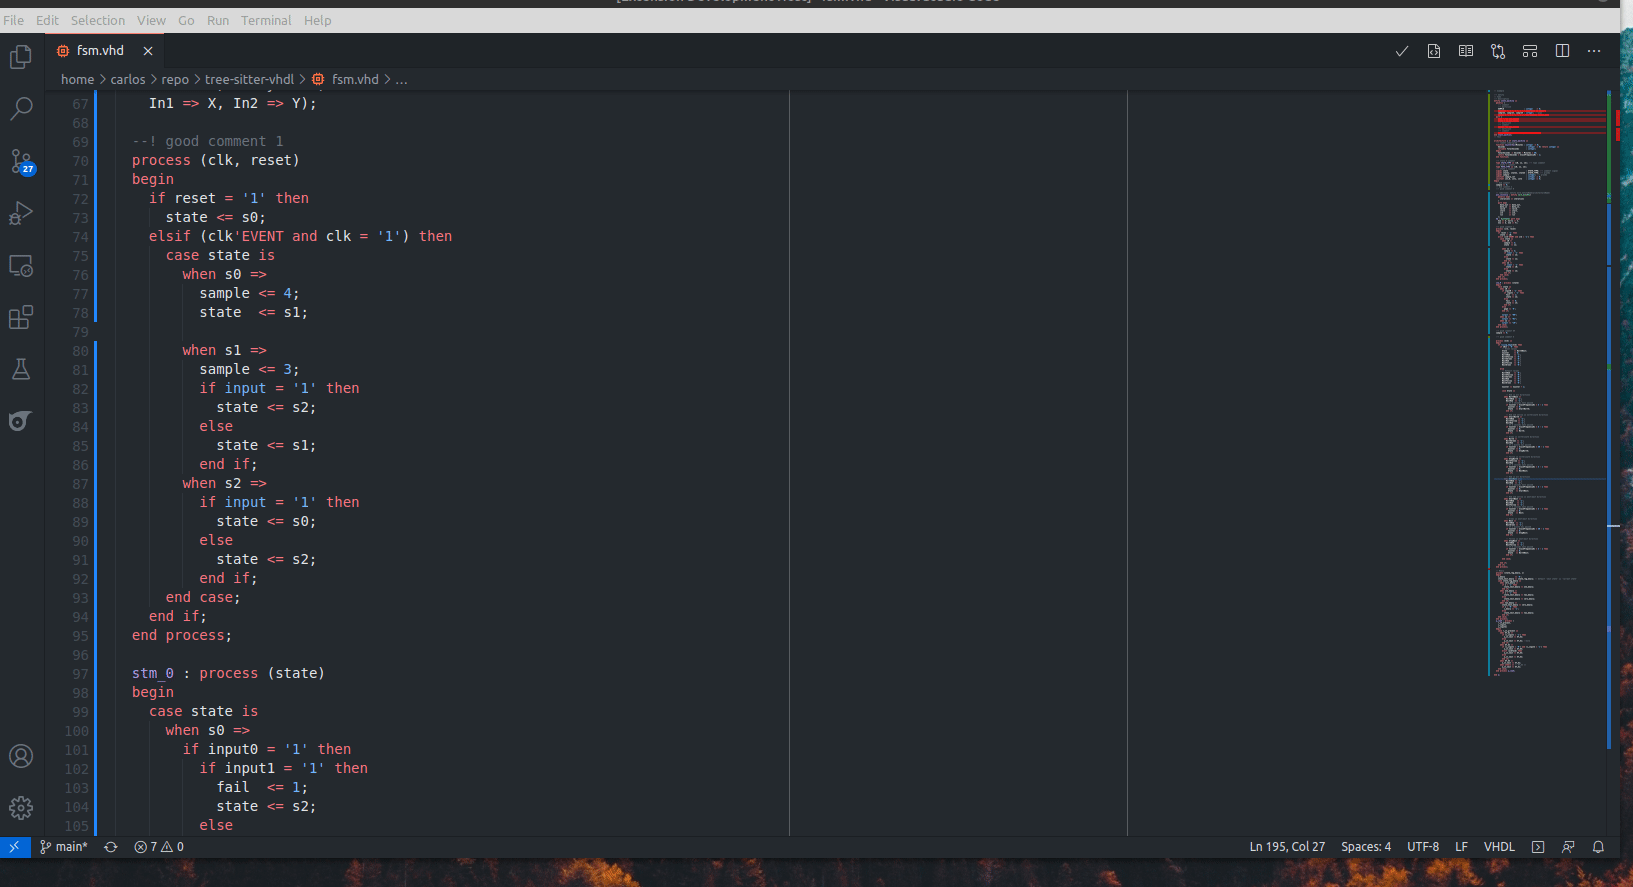 File Edit Selection View Go Run Terminal Help
fsm.vhd
home > carlos > repo > tree-sitter-vhdl > fsm.vhd > ...
67 In1 => X, In2 => Y);
68
69 --! good comment 1
70 process (clk, reset)
71 begin
72 if reset = '1' then
73 state <= s0;
74 elsif (clk'EVENT and clk = '1') then
75 case state is
76 when s0 =>
77 sample <= 4;
78 state  <= s1;
79
80 when s1 =>
81 sample <= 3;
82 if input = '1' then
83 state <= s2;
84 else
85 state <= s1;
86 end if;
87 when s2 =>
88 if input = '1' then
89 state <= s0;
90 else
91 state <= s2;
92 end if;
93 end case;
94 end if;
95 end process;
96
97 stm_0 : process (state)
98 begin
99 case state is
100 when s0 =>
101 if input0 = '1' then
102 if input1 = '1' then
103 fail  <= 1;
104 state <= s2;
105 else
27
main* 7 0 Ln 195, Col 27 Spaces: 4 UTF-8 LF VHDL